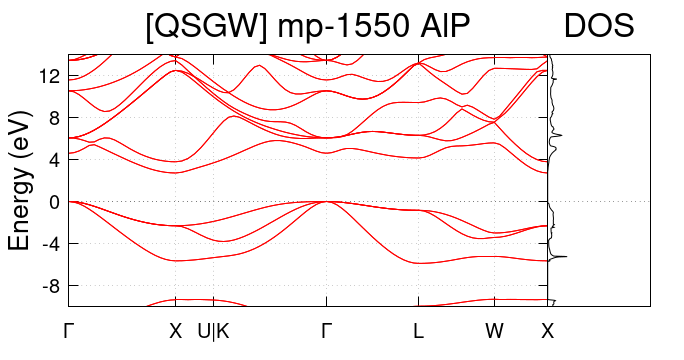 [QSGW] mp-1550 AlP DOS
Energy (eV)
12
8
4
0
-4
-8
Γ X U|K Γ L W X